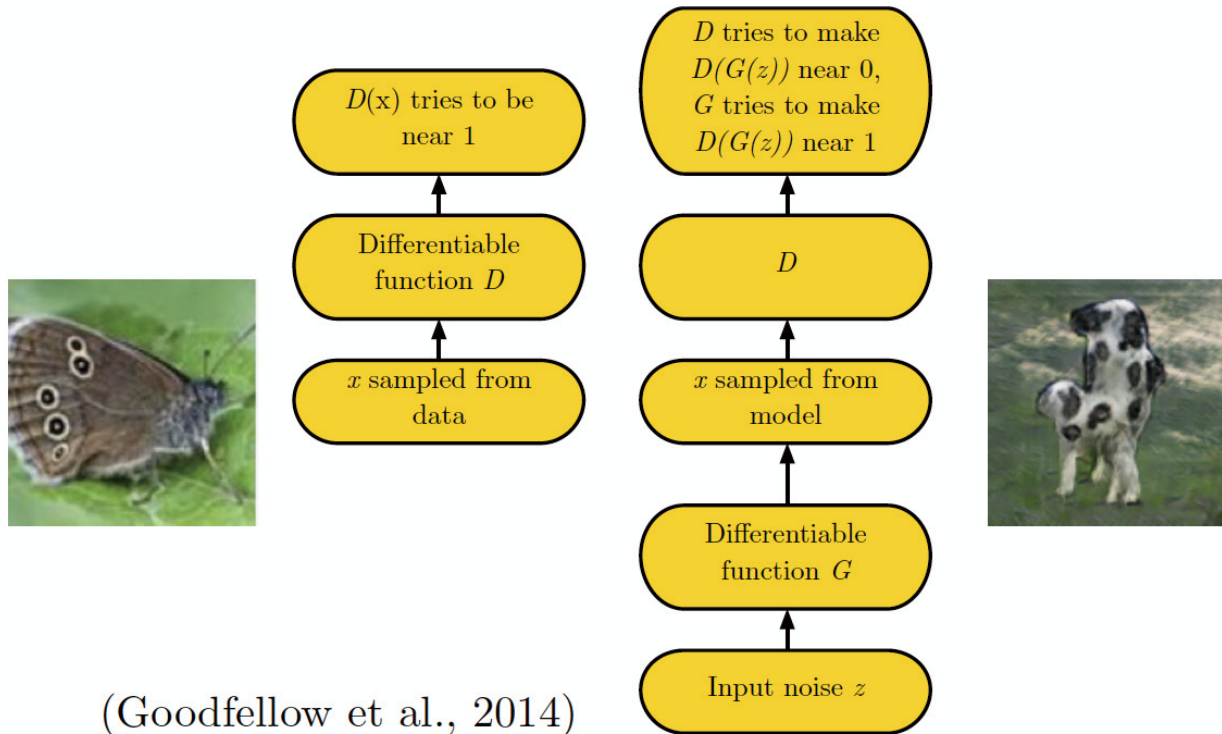 D(x) tries to be
near 1
Differentiable
function D
x sampled from
data
D tries to make
D(G(z)) near 0,
G tries to make
D(G(z)) near 1
D
x sampled from
model
Differentiable
function G
Input noise z
(Goodfellow et al., 2014)